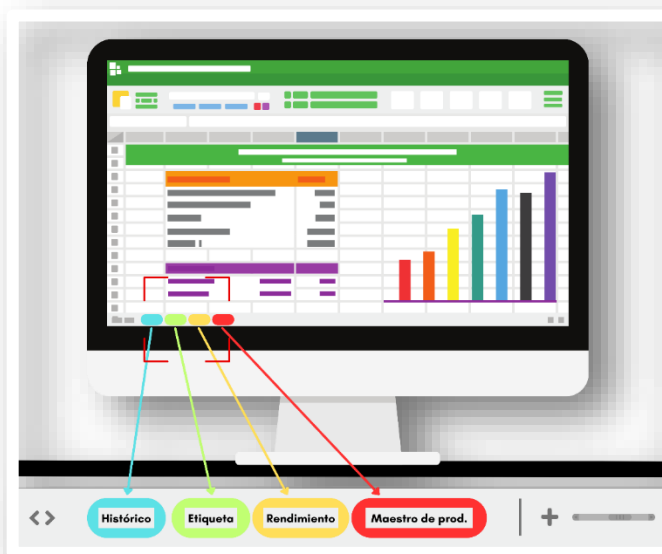 Histórico
Etiqueta
Rendimiento
Maestro de prod.